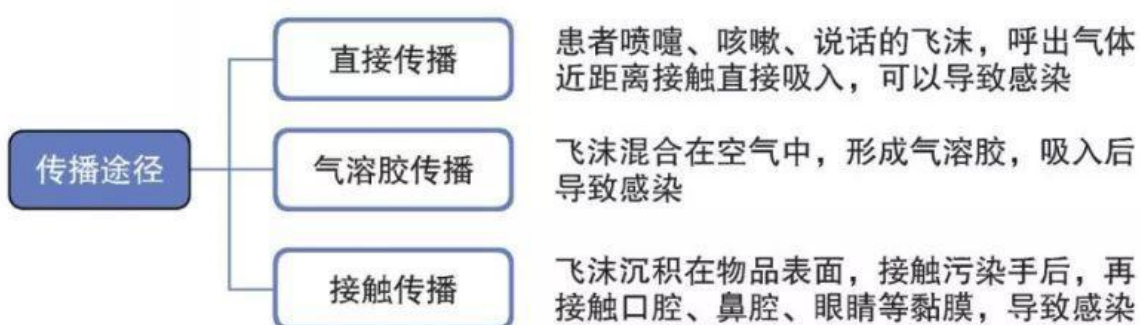 传播途径
直接传播
患者喷嚏、咳嗽、说话的飞沫，呼出气体
近距离接触直接吸入，可以导致感染
气溶胶传播
飞沫混合在空气中，形成气溶胶，吸入后
导致感染
接触传播
飞沫沉积在物品表面，接触污染手后，再
接触口腔、鼻腔、眼睛等黏膜，导致感染